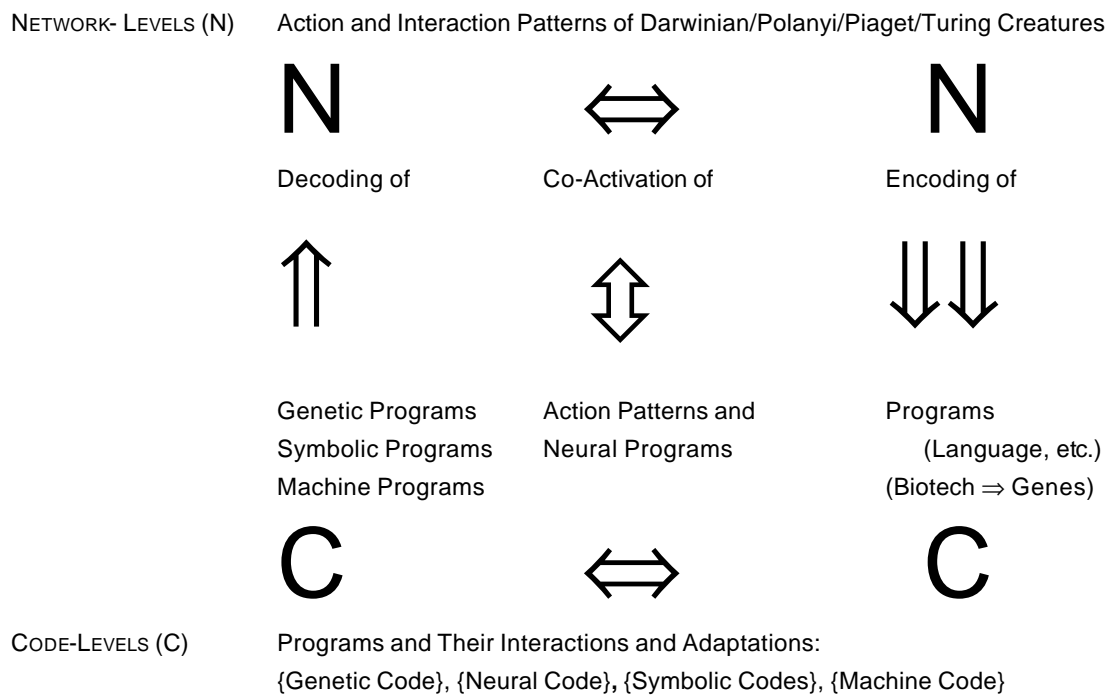 NETWORK- LEVELS (N) Action and Interaction Patterns of Darwinian/Polanyi/Piaget/Turing Creatures
N ⇔ N
Decoding of Co-Activation of Encoding of
⇑ ⇕ ⇓⇓
Genetic Programs Action Patterns and Programs
Symbolic Programs Neural Programs (Language, etc.)
Machine Programs (Biotech ⇒ Genes)
C ⇔ C
CODE-LEVELS (C) Programs and Their Interactions and Adaptations:
{Genetic Code}, {Neural Code}, {Symbolic Codes}, {Machine Code}